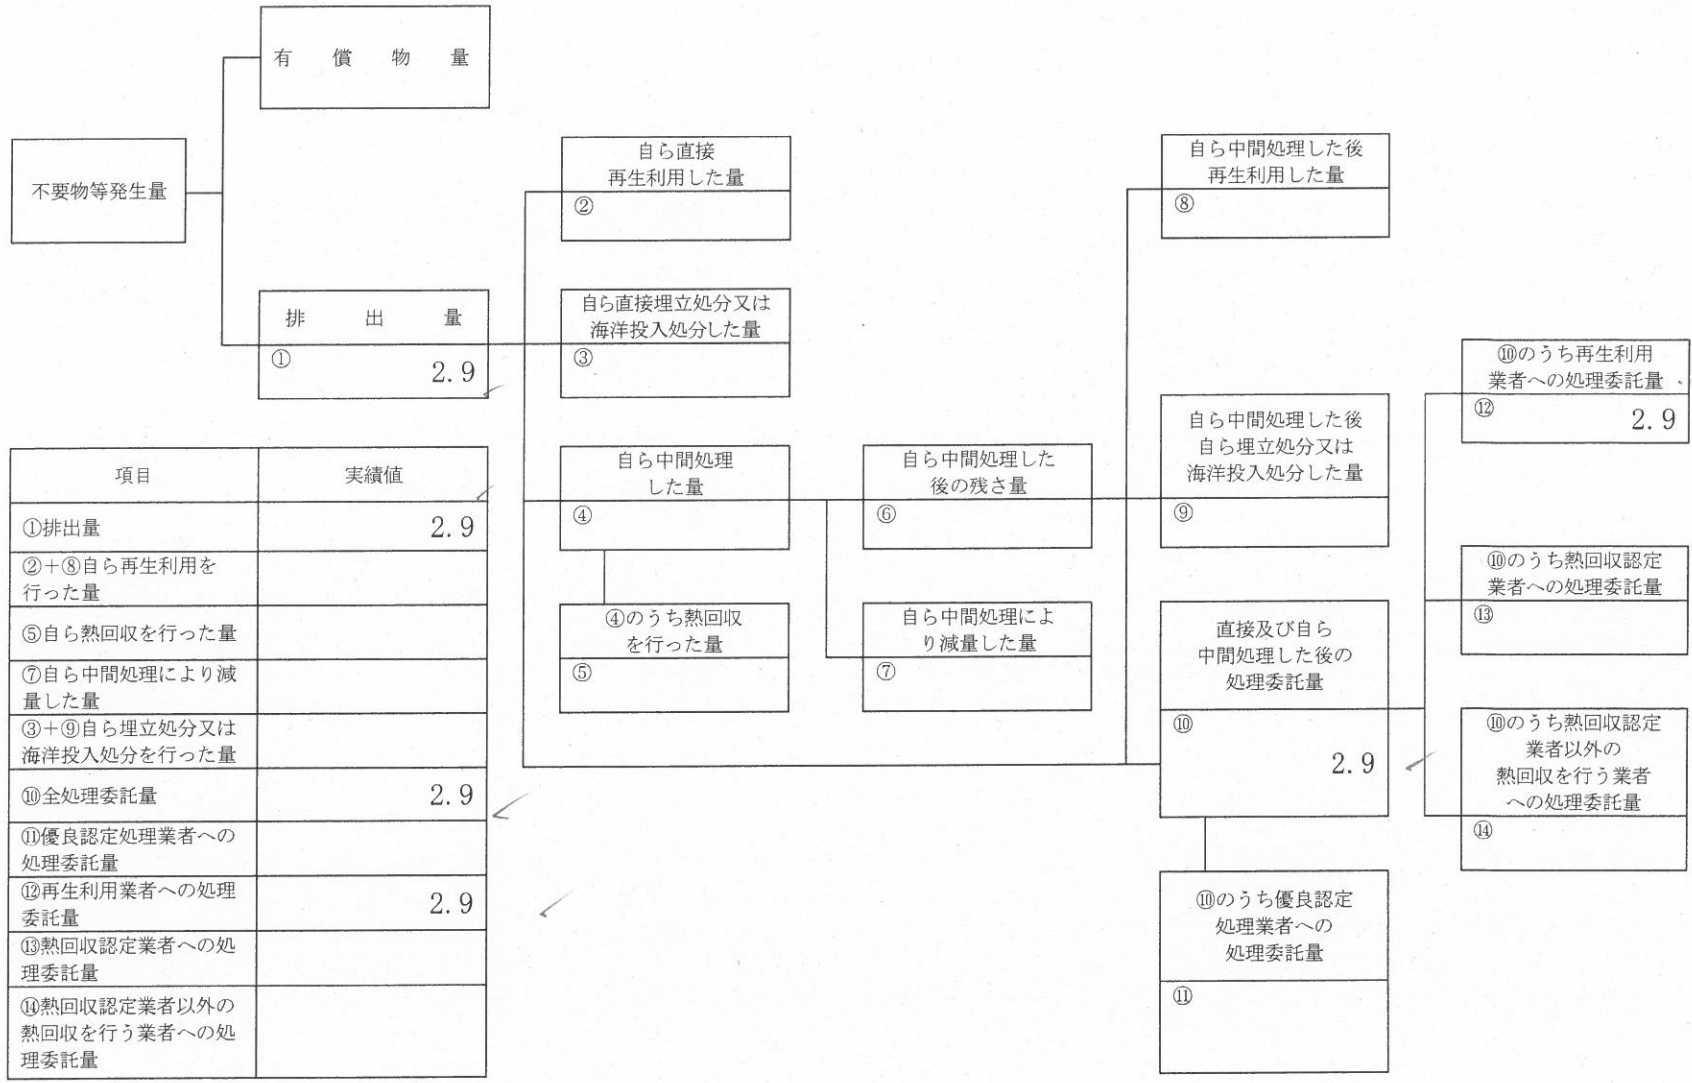 有償物量
不要物等発生量
排出量
①
2.9
自ら直接
再生利用した量
②
自ら直接埋立処分又は
海洋投入処分した量
③
自ら中間処理
した量
④
④のうち熱回収
を行った量
⑤
自ら中間処理した
後の残さ量
⑥
自ら中間処理によ
り減量した量
⑦
自ら中間処理した後
再生利用した量
⑧
自ら中間処理した後
自ら埋立処分又は
海洋投入処分した量
⑨
直接及び自ら
中間処理した後の
処理委託量
⑩
2.9
⑩のうち優良認定
処理業者への
処理委託量
⑪
⑩のうち再生利用
業者への処理委託量
⑫
2.9
⑩のうち熱回収認定
業者への処理委託量
⑬
⑩のうち熱回収認定
業者以外の
熱回収を行う業者
への処理委託量
⑭
項目 実績値
①排出量 2.9
②+⑧自ら再生利用を
行った量
⑤自ら熱回収を行った量
⑦自ら中間処理により減
量した量
③+⑨自ら埋立処分又は
海洋投入処分を行った量
⑩全処理委託量 2.9
⑪優良認定処理業者への
処理委託量
⑫再生利用業者への処理
委託量 2.9
⑬熱回収認定業者への処
理委託量
⑭熱回収認定業者以外の
熱回収を行う業者への処
理委託量